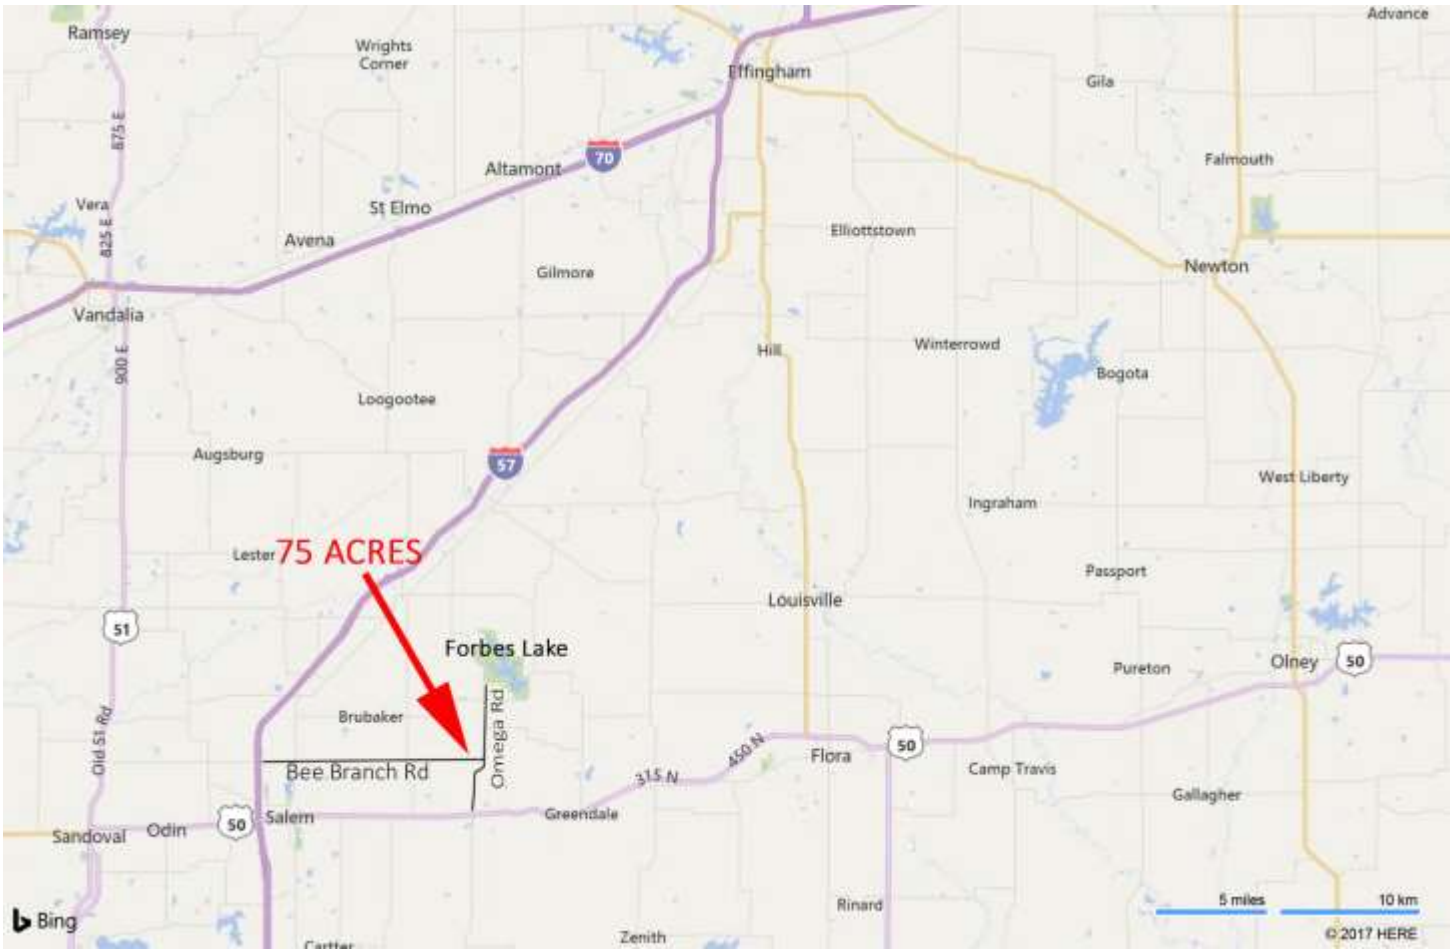 Ramsey
Wrights
Corner
Advance
Effingham
Gila
875 E
Altamont
70
Falmouth
Vera
St Elmo
825 E
Avena
Elliottstown
Gilmore
Newton
Vandalia
900 E
Hill
Winterrowd
Bogota
Loogootee
Augsburg
57
West Liberty
Ingraham
Lester
75 ACRES
Passport
Louisville
51
Forbes Lake
Pureton
Olney
50
Brubaker
Omega Rd
Old 51 Rd
Bee Branch Rd
315 N
450 N
Flora
50
Camp Travis
Gallagher
Sandoval
Odin
50
Salem
Greendale
Rinard
5 miles
10 km
Bing
Cartter
Zenith
© 2017 HERE